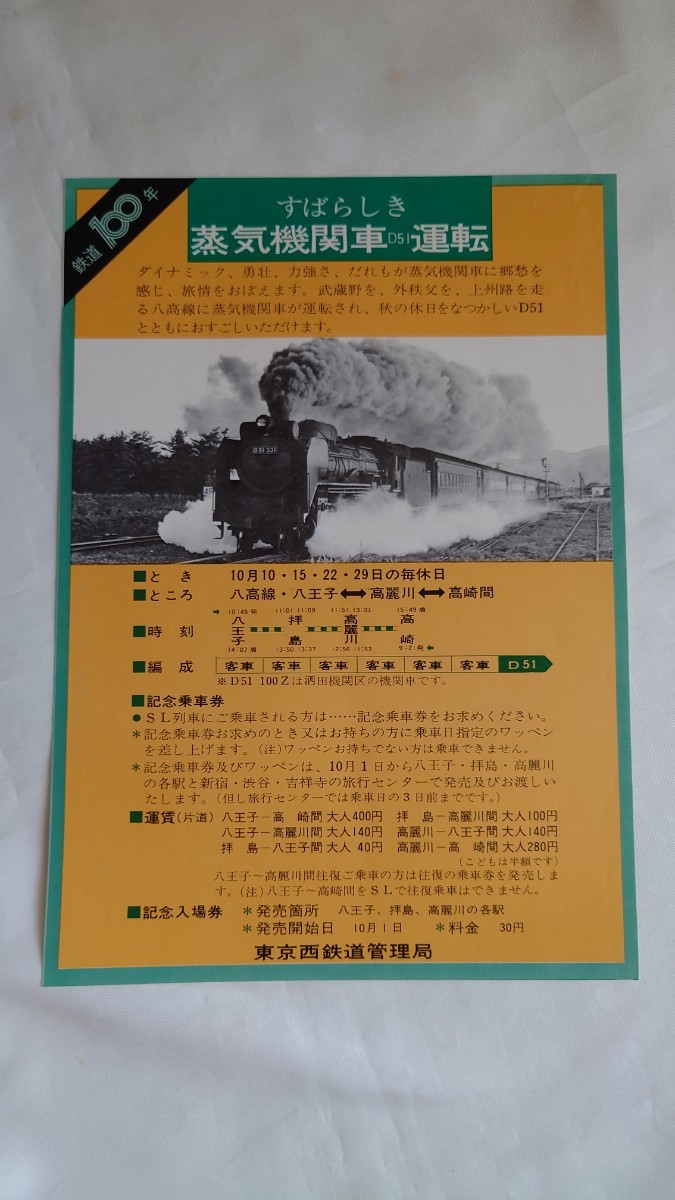 鉄道100年
すばらしき
蒸気機関車D51運転
ダイナミック、勇壮、力強さ、だれもが蒸気機関車に郷愁を
感じ、旅情をおぼえます。武蔵野を、外秩父を、上州路を走
る八高線に蒸気機関車が運転され、秋の休日をなつかしいD51
とともにおすごしいただけます。
D51 338
■とき 10月10・15・22・29日の毎休日
■ところ 八高線・八王子⟷高麗川⟷高崎間
→ 10:45発 11:01 11:09 11:57 13:03 15:49着
■時刻 八王子 拝島 高麗川 高崎
14:07着 13:50 13:37 12:56 11:53 9:21発 ←
■編成 客車 客車 客車 客車 客車 客車 D51
※D51 100Zは酒田機関区の機関車です。
■記念乗車券
●SL列車にご乗車される方は……記念乗車券をお求めください。
*記念乗車券お求めのとき又はお持ちの方に乗車日指定のワッペン
を差し上げます。(注)ワッペンお持ちでない方は乗車できません。
*記念乗車券及びワッペンは、10月1日から八王子・拝島・高麗川
の各駅と新宿・渋谷・吉祥寺の旅行センターで発売及びお渡しい
たします。(但し旅行センターでは乗車日の3日前までです。)
■運賃(片道) 八王子－高　崎間 大人400円 拝　島－高麗川間 大人100円
八王子－高麗川間 大人140円 高麗川－八王子間 大人140円
拝　島－八王子間 大人 40円 高麗川－高　崎間 大人280円
(こどもは半額です)
八王子～高麗川間往復ご乗車の方は往復の乗車券を発売しま
す。(注)八王子～高崎間をSLで往復乗車はできません。
■記念入場券 *発売箇所 八王子、拝島、高麗川の各駅
*発売開始日 10月1日 *料金 30円
東京西鉄道管理局